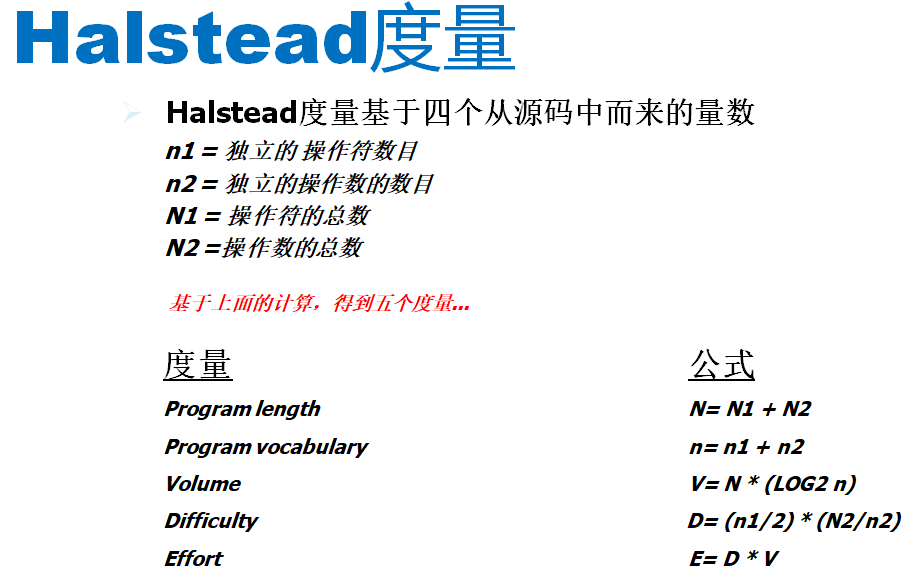 Halstead度量
Halstead度量基于四个从源码中而来的量数
n1 = 独立的 操作符数目
n2 = 独立的操作数的数目
N1 = 操作符的总数
N2 =操作数的总数
基于上面的计算，得到五个度量...
度量 公式
Program length N= N1 + N2
Program vocabulary n= n1 + n2
Volume V= N * (LOG2 n)
Difficulty D= (n1/2) * (N2/n2)
Effort E= D * V